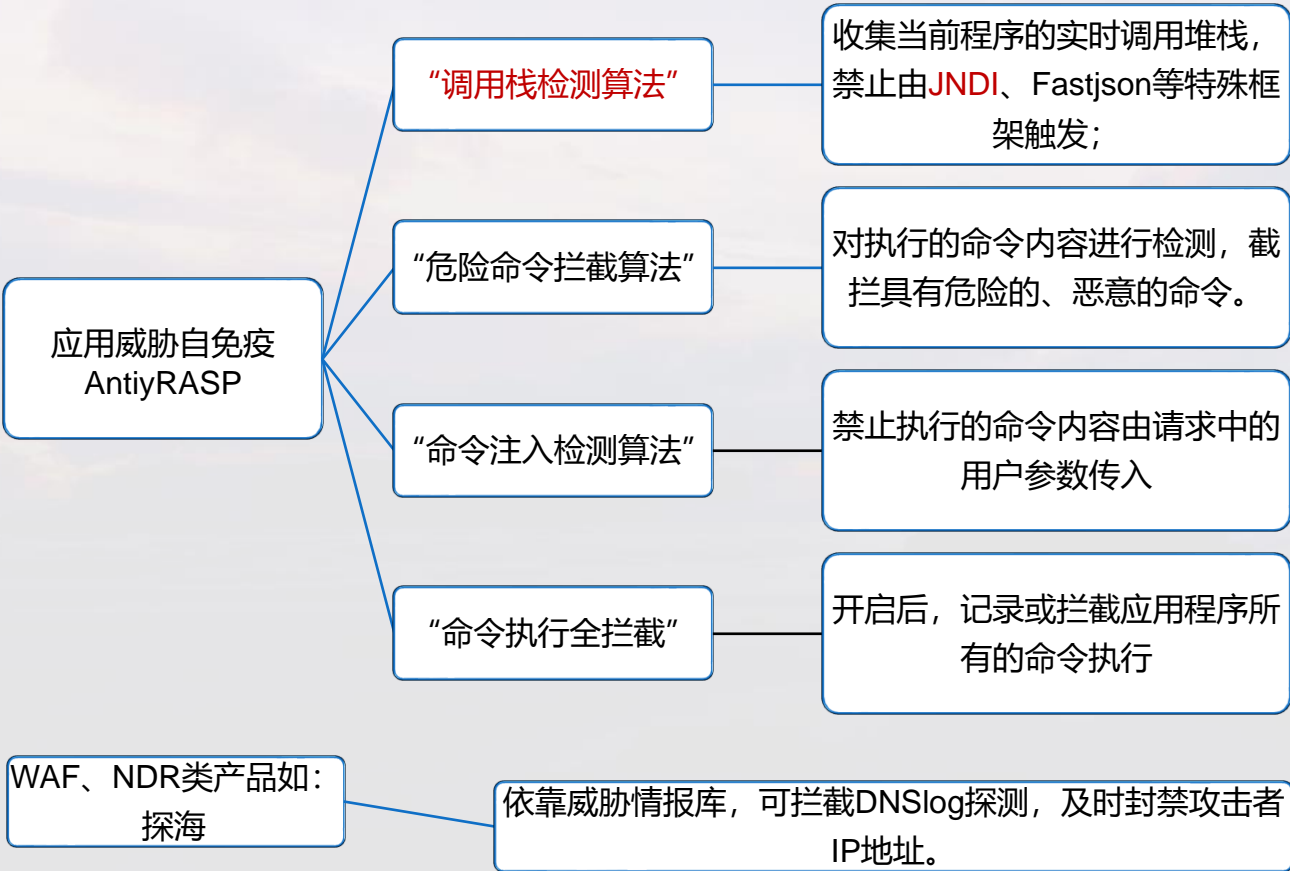 “调用栈检测算法”
收集当前程序的实时调用堆栈，
禁止由JNDI、Fastjson等特殊框
架触发；
“危险命令拦截算法”
对执行的命令内容进行检测，截
拦具有危险的、恶意的命令。
应用威胁自免疫
AntiyRASP
“命令注入检测算法”
禁止执行的命令内容由请求中的
用户参数传入
“命令执行全拦截”
开启后，记录或拦截应用程序所
有的命令执行
WAF、NDR类产品如：
探海
依靠威胁情报库，可拦截DNSlog探测，及时封禁攻击者
IP地址。